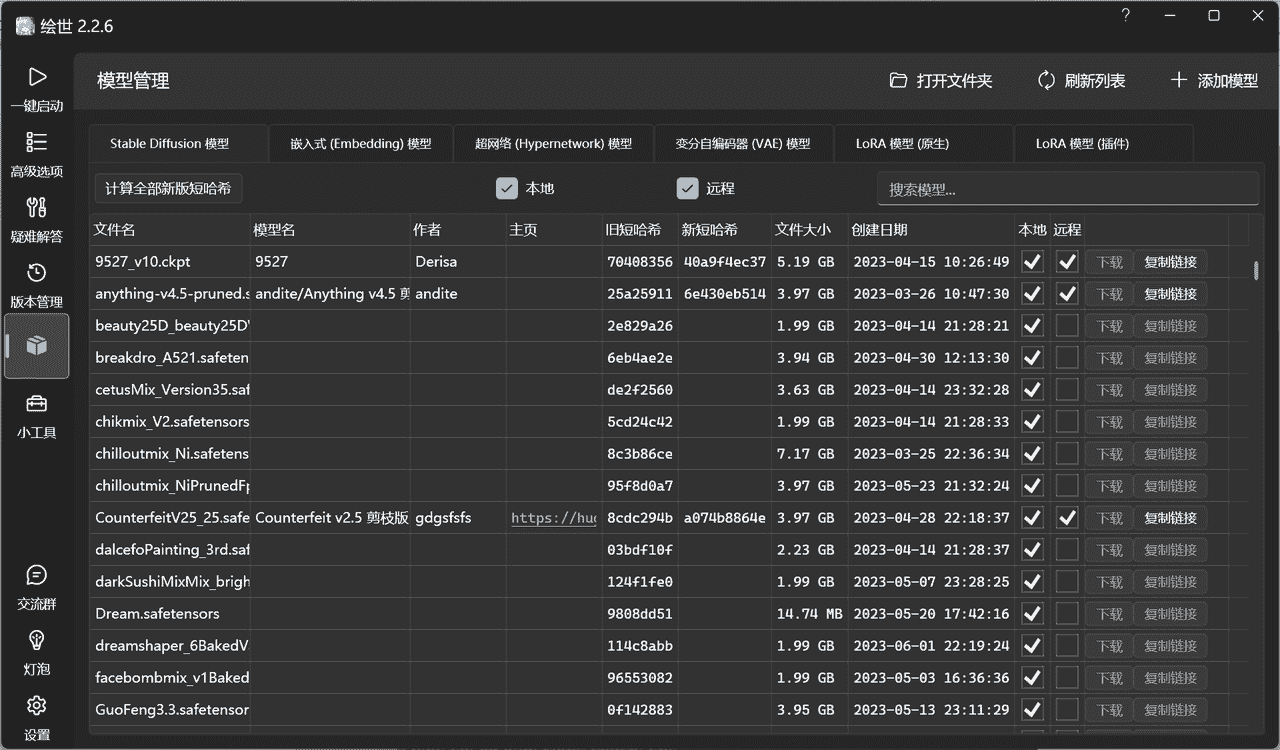 绘世 2.2.6
?
一键启动
高级选项
疑难解答
版本管理
小工具
交流群
灯泡
设置
模型管理
打开文件夹 刷新列表 添加模型
Stable Diffusion 模型 嵌入式 (Embedding) 模型 超网络 (Hypernetwork) 模型 变分自编码器 (VAE) 模型 LoRA 模型 (原生) LoRA 模型 (插件)
计算全部新版短哈希 本地 远程 搜索模型...
文件名 模型名 作者 主页 旧短哈希 新短哈希 文件大小 创建日期 本地 远程
9527_v10.ckpt 9527 Derisa 70408356 40a9f4ec37 5.19 GB 2023-04-15 10:26:49 下载 复制链接
anything-v4.5-pruned.s andite/Anything v4.5 剪 andite 25a25911 6e430eb514 3.97 GB 2023-03-26 10:47:30 下载 复制链接
beauty25D_beauty25D 2e829a26 1.99 GB 2023-04-14 21:28:21 下载 复制链接
breakdro_A521.safeten 6eb4ae2e 3.94 GB 2023-04-30 12:13:30 下载 复制链接
cetusMix_Version35.saf de2f2560 3.63 GB 2023-04-14 23:32:28 下载 复制链接
chikmix_V2.safetensors 5cd24c42 1.99 GB 2023-04-14 21:28:33 下载 复制链接
chilloutmix_Ni.safetens 8c3b86ce 7.17 GB 2023-03-25 22:36:34 下载 复制链接
chilloutmix_NiPrunedFp 95f8d0a7 3.97 GB 2023-05-23 21:32:24 下载 复制链接
CounterfeitV25_25.safe Counterfeit v2.5 剪枝版 gdgsfsfs https://huc 8cdc294b a074b8864e 3.97 GB 2023-04-28 22:18:37 下载 复制链接
dalcefoPainting_3rd.saf 03bdf10f 2.23 GB 2023-04-14 21:28:37 下载 复制链接
darkSushiMixMix_brigh 124f1fe0 1.99 GB 2023-05-07 23:28:25 下载 复制链接
Dream.safetensors 9808dd51 14.74 MB 2023-05-20 17:42:16 下载 复制链接
dreamshaper_6BakedV 114c8abb 1.99 GB 2023-06-01 22:19:24 下载 复制链接
facebombmix_v1Baked 96553082 1.99 GB 2023-05-03 16:36:36 下载 复制链接
GuoFeng3.3.safetensor 0f142883 3.95 GB 2023-05-13 23:11:29 下载 复制链接